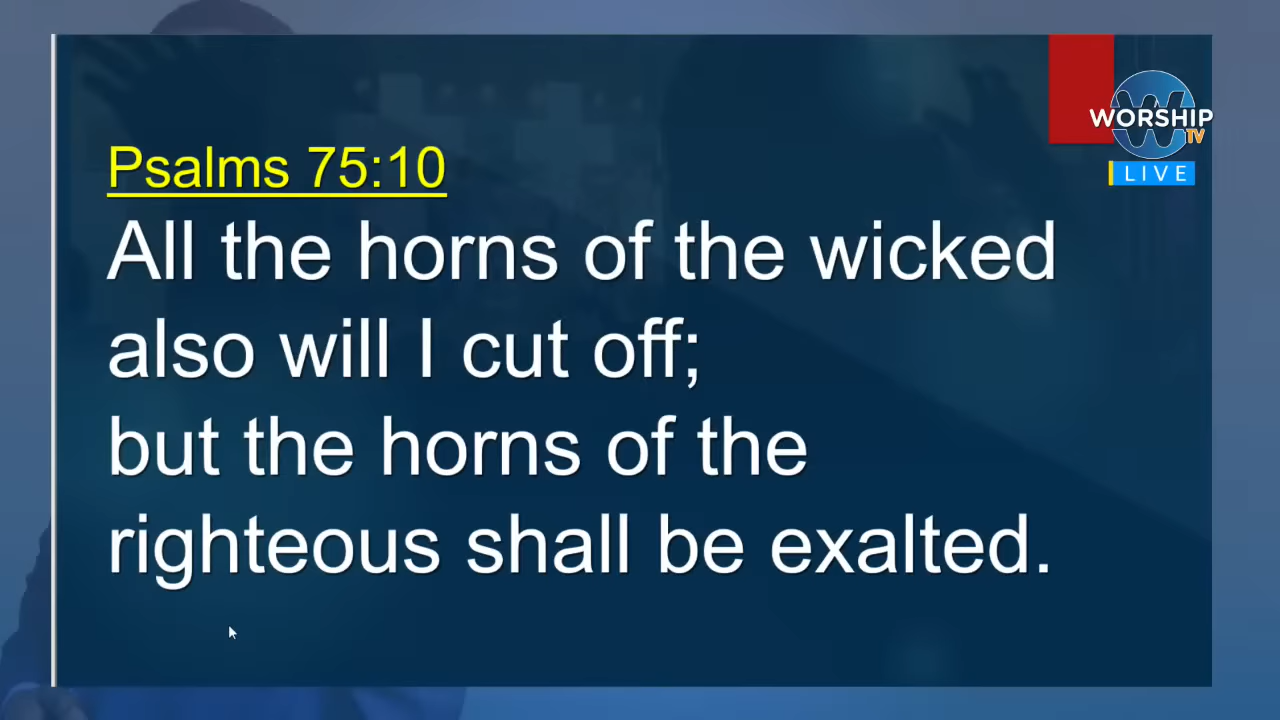 WORSHIP
TV
LIVE
Psalms 75:10
All the horns of the wicked
also will I cut off;
but the horns of the
righteous shall be exalted.